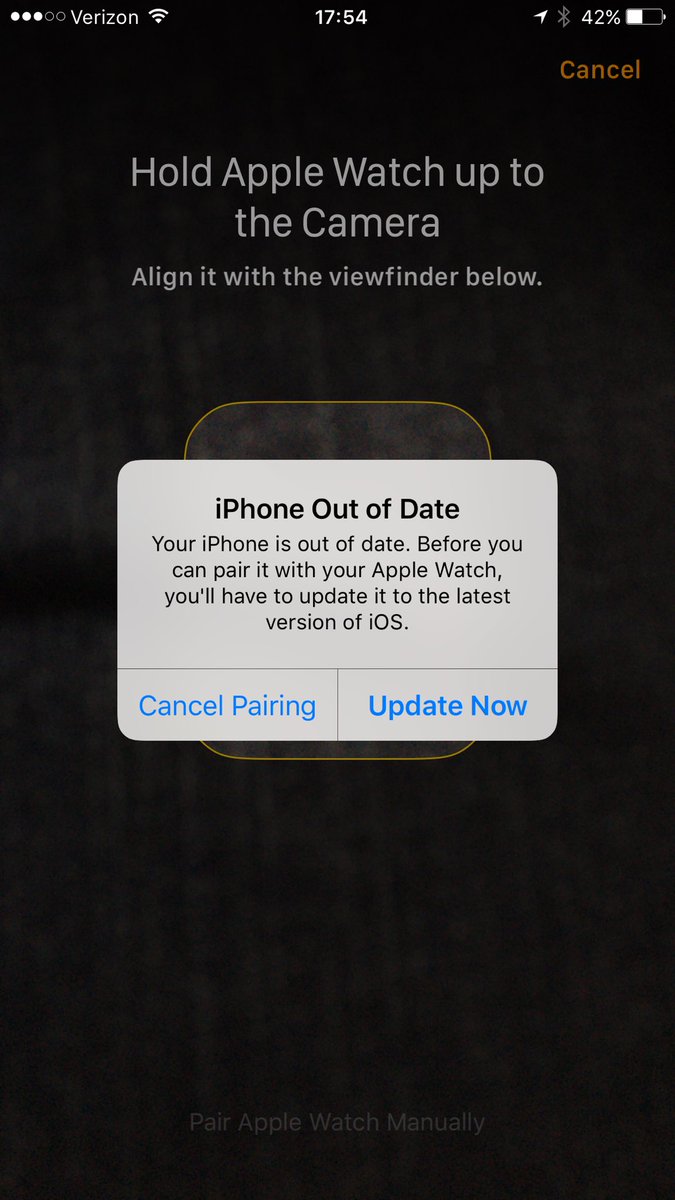 Verizon 17:54 42%
Cancel
Hold Apple Watch up to
the Camera
Align it with the viewfinder below.
iPhone Out of Date
Your iPhone is out of date. Before you
can pair it with your Apple Watch,
you'll have to update it to the latest
version of iOS.
Cancel Pairing Update Now
Pair Apple Watch Manually